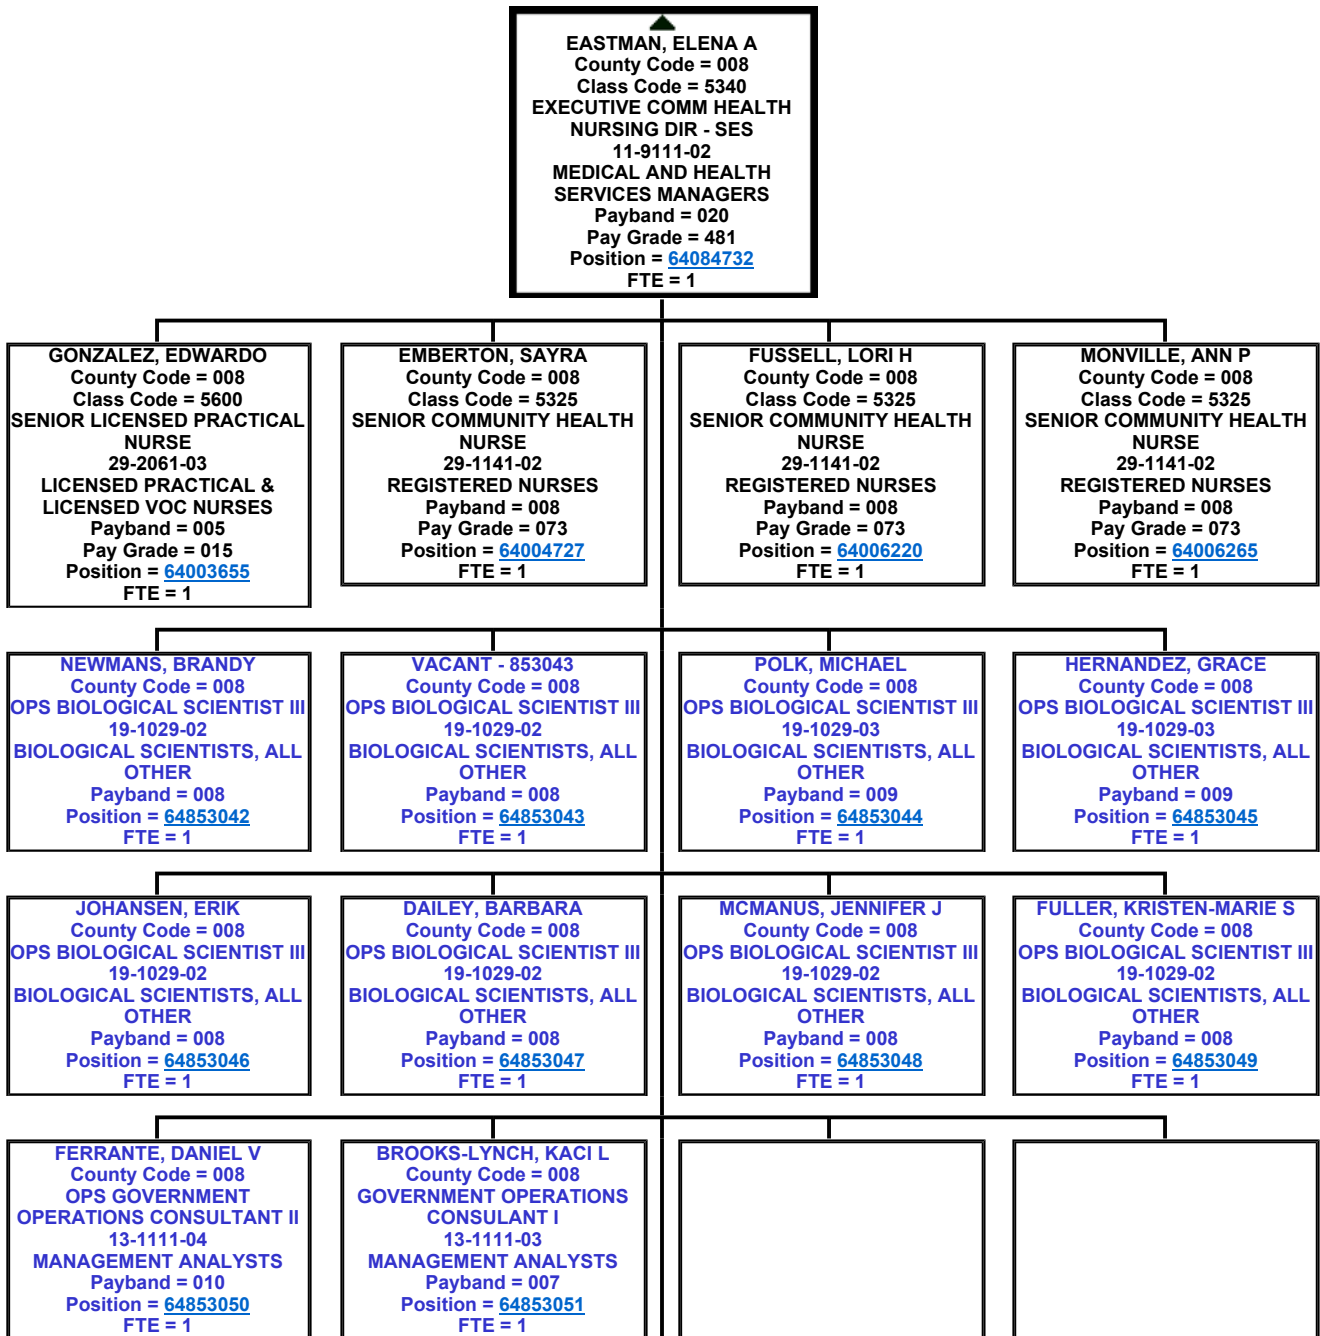 EASTMAN, ELENA A
County Code = 008
Class Code = 5340
EXECUTIVE COMM HEALTH
NURSING DIR - SES
11-9111-02
MEDICAL AND HEALTH
SERVICES MANAGERS
Payband = 020
Pay Grade = 481
Position = 64084732
FTE = 1
GONZALEZ, EDWARDO
County Code = 008
Class Code = 5600
SENIOR LICENSED PRACTICAL
NURSE
29-2061-03
LICENSED PRACTICAL &
LICENSED VOC NURSES
Payband = 005
Pay Grade = 015
Position = 64003655
FTE = 1
EMBERTON, SAYRA
County Code = 008
Class Code = 5325
SENIOR COMMUNITY HEALTH
NURSE
29-1141-02
REGISTERED NURSES
Payband = 008
Pay Grade = 073
Position = 64004727
FTE = 1
FUSSELL, LORI H
County Code = 008
Class Code = 5325
SENIOR COMMUNITY HEALTH
NURSE
29-1141-02
REGISTERED NURSES
Payband = 008
Pay Grade = 073
Position = 64006220
FTE = 1
MONVILLE, ANN P
County Code = 008
Class Code = 5325
SENIOR COMMUNITY HEALTH
NURSE
29-1141-02
REGISTERED NURSES
Payband = 008
Pay Grade = 073
Position = 64006265
FTE = 1
NEWMANS, BRANDY
County Code = 008
OPS BIOLOGICAL SCIENTIST III
19-1029-02
BIOLOGICAL SCIENTISTS, ALL
OTHER
Payband = 008
Position = 64853042
FTE = 1
VACANT - 853043
County Code = 008
OPS BIOLOGICAL SCIENTIST III
19-1029-02
BIOLOGICAL SCIENTISTS, ALL
OTHER
Payband = 008
Position = 64853043
FTE = 1
POLK, MICHAEL
County Code = 008
OPS BIOLOGICAL SCIENTIST III
19-1029-03
BIOLOGICAL SCIENTISTS, ALL
OTHER
Payband = 009
Position = 64853044
FTE = 1
HERNANDEZ, GRACE
County Code = 008
OPS BIOLOGICAL SCIENTIST III
19-1029-03
BIOLOGICAL SCIENTISTS, ALL
OTHER
Payband = 009
Position = 64853045
FTE = 1
JOHANSEN, ERIK
County Code = 008
OPS BIOLOGICAL SCIENTIST III
19-1029-02
BIOLOGICAL SCIENTISTS, ALL
OTHER
Payband = 008
Position = 64853046
FTE = 1
DAILEY, BARBARA
County Code = 008
OPS BIOLOGICAL SCIENTIST III
19-1029-02
BIOLOGICAL SCIENTISTS, ALL
OTHER
Payband = 008
Position = 64853047
FTE = 1
MCMANUS, JENNIFER J
County Code = 008
OPS BIOLOGICAL SCIENTIST III
19-1029-02
BIOLOGICAL SCIENTISTS, ALL
OTHER
Payband = 008
Position = 64853048
FTE = 1
FULLER, KRISTEN-MARIE S
County Code = 008
OPS BIOLOGICAL SCIENTIST III
19-1029-02
BIOLOGICAL SCIENTISTS, ALL
OTHER
Payband = 008
Position = 64853049
FTE = 1
FERRANTE, DANIEL V
County Code = 008
OPS GOVERNMENT
OPERATIONS CONSULTANT II
13-1111-04
MANAGEMENT ANALYSTS
Payband = 010
Position = 64853050
FTE = 1
BROOKS-LYNCH, KACI L
County Code = 008
GOVERNMENT OPERATIONS
CONSULANT I
13-1111-03
MANAGEMENT ANALYSTS
Payband = 007
Position = 64853051
FTE = 1